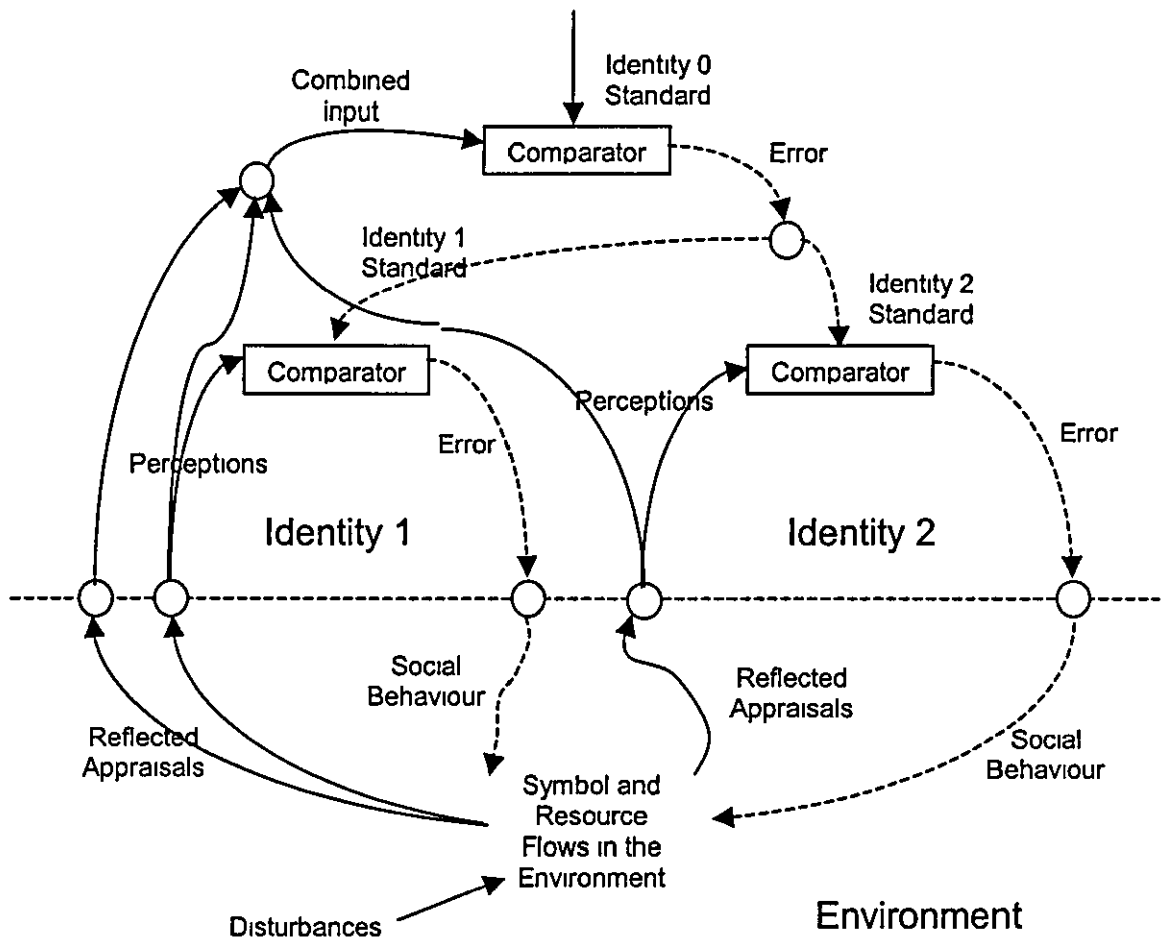 Identity 0
Standard
Combined
input
Comparator
Error
Identity 1
Standard
Identity 2
Standard
Comparator
Comparator
Perceptions
Error
Error
Perceptions
Identity 1
Identity 2
Social
Behaviour
Reflected
Appraisals
Reflected
Appraisals
Social
Behaviour
Symbol and
Resource
Flows in the
Environment
Disturbances
Environment